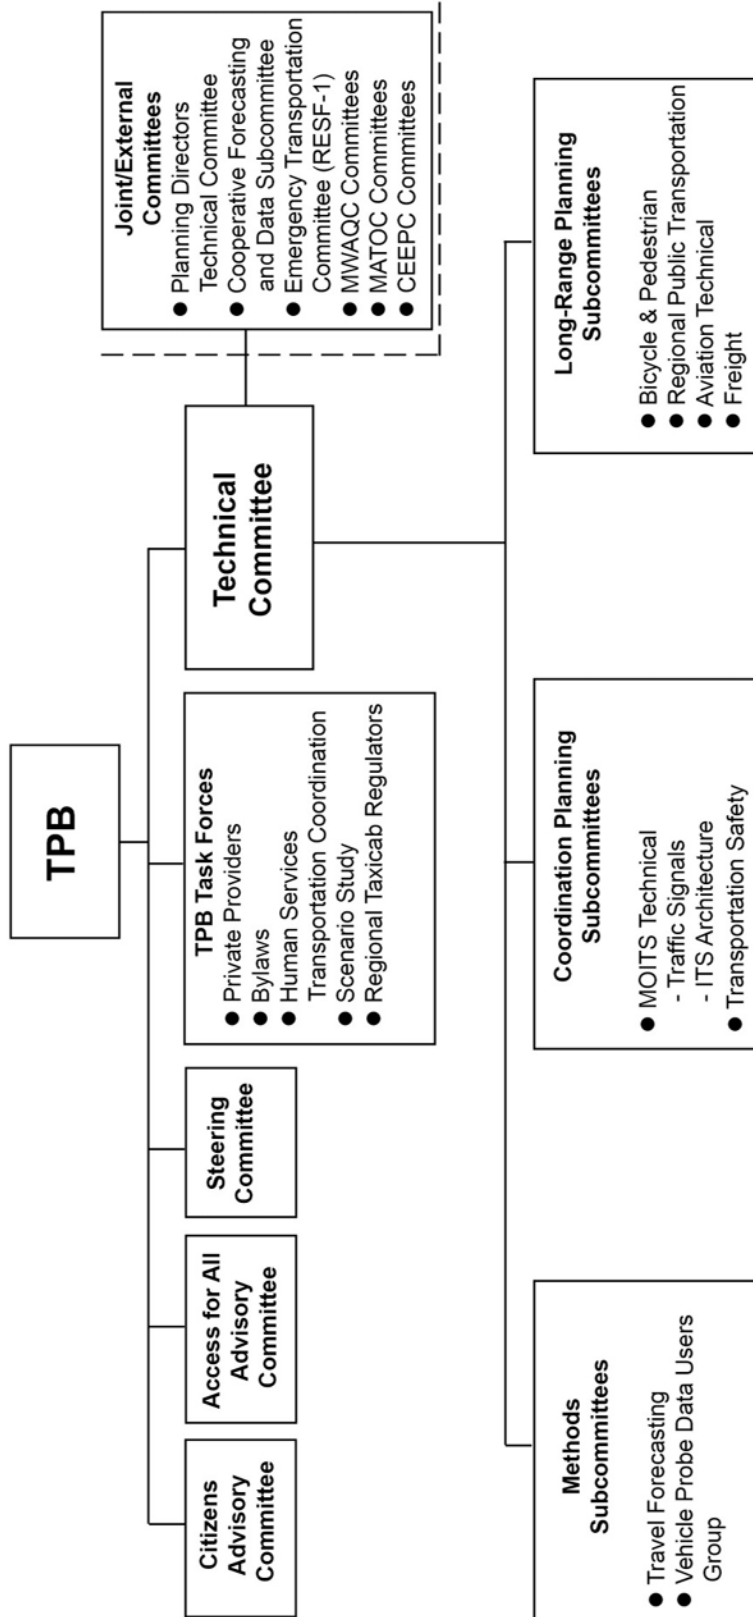 TPB
Citizens
Advisory
Committee
Access for All
Advisory
Committee
Steering
Committee
TPB Task Forces
● Private Providers
● Bylaws
● Human Services
Transportation Coordination
● Scenario Study
● Regional Taxicab Regulators
Technical
Committee
Joint/External
Committees
● Planning Directors
Technical Committee
● Cooperative Forecasting
and Data Subcommittee
● Emergency Transportation
Committee (RESF-1)
● MWAQC Committees
● MATOC Committees
● CEEPC Committees
Methods
Subcommittees
● Travel Forecasting
● Vehicle Probe Data Users
Group
Coordination Planning
Subcommittees
● MOITS Technical
- Traffic Signals
- ITS Architecture
● Transportation Safety
Long-Range Planning
Subcommittees
● Bicycle & Pedestrian
● Regional Public Transportation
● Aviation Technical
● Freight